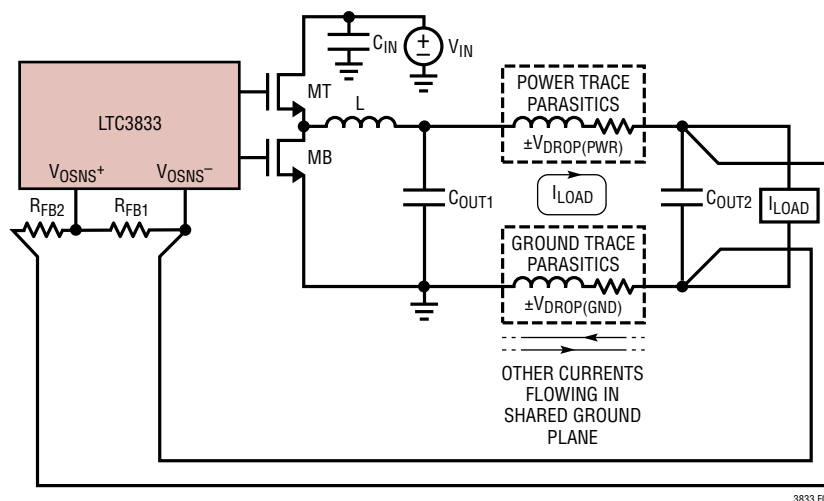 CIN
+
−
VIN
MT
LTC3833
L
POWER TRACE
PARASITICS
±VDROP(PWR)
MB
VOSNS+
VOSNS−
COUT1
ILOAD
COUT2
ILOAD
RFB2
RFB1
GROUND TRACE
PARASITICS
±VDROP(GND)
OTHER CURRENTS
FLOWING IN
SHARED GROUND
PLANE